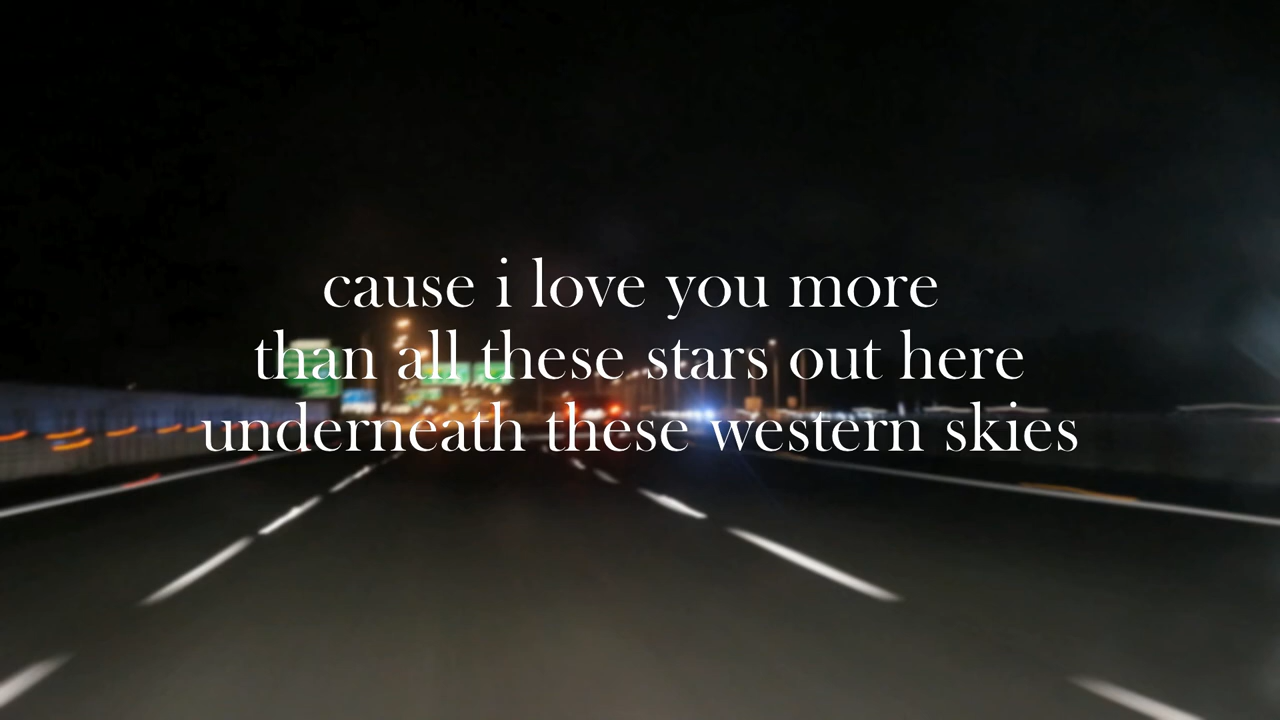 cause i love you more
than all these stars out here
underneath these western skies